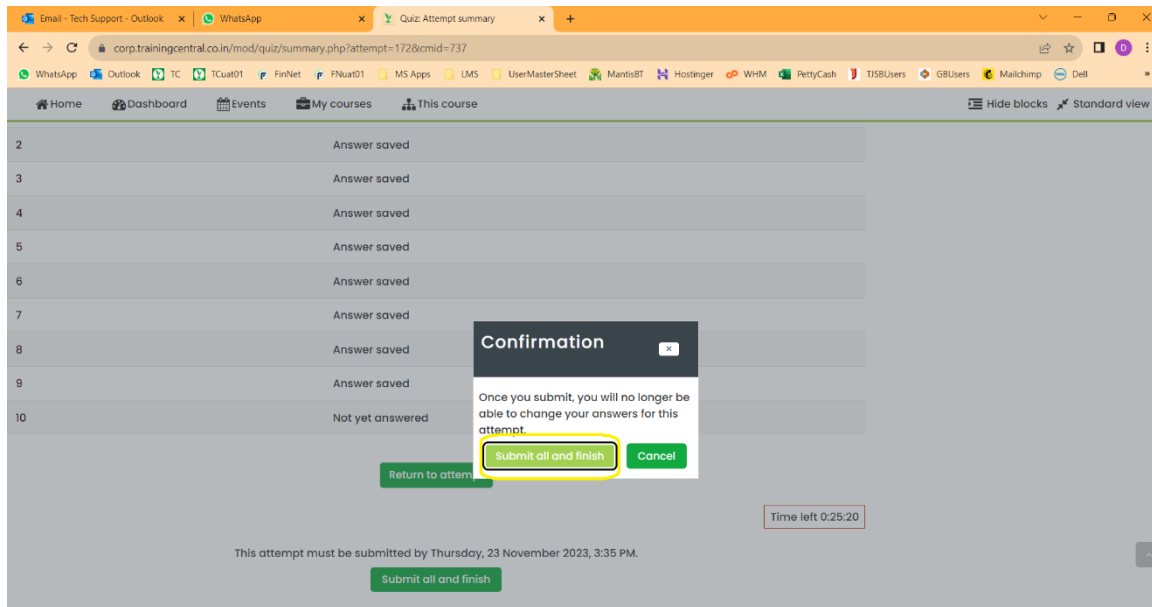 Email - Tech Support - Outlook WhatsApp Quiz: Attempt summary
corp.trainingcentral.co.in/mod/quiz/summary.php?attempt=172&cmid=737 D
WhatsApp Outlook TC TCuat01 FinNet FNuat01 MS Apps LMS UserMasterSheet MantisBT Hostinger WHM PettyCash TJSBUsers GBUsers Mailchimp Dell
Home Dashboard Events My courses This course Hide blocks Standard view
2 Answer saved
3 Answer saved
4 Answer saved
5 Answer saved
6 Answer saved
7 Answer saved
8 Answer saved
9 Answer saved
10 Not yet answered
Confirmation
Once you submit, you will no longer be
able to change your answers for this
attempt.
Submit all and finish Cancel
Return to attem
Time left 0:25:20
This attempt must be submitted by Thursday, 23 November 2023, 3:35 PM.
Submit all and finish